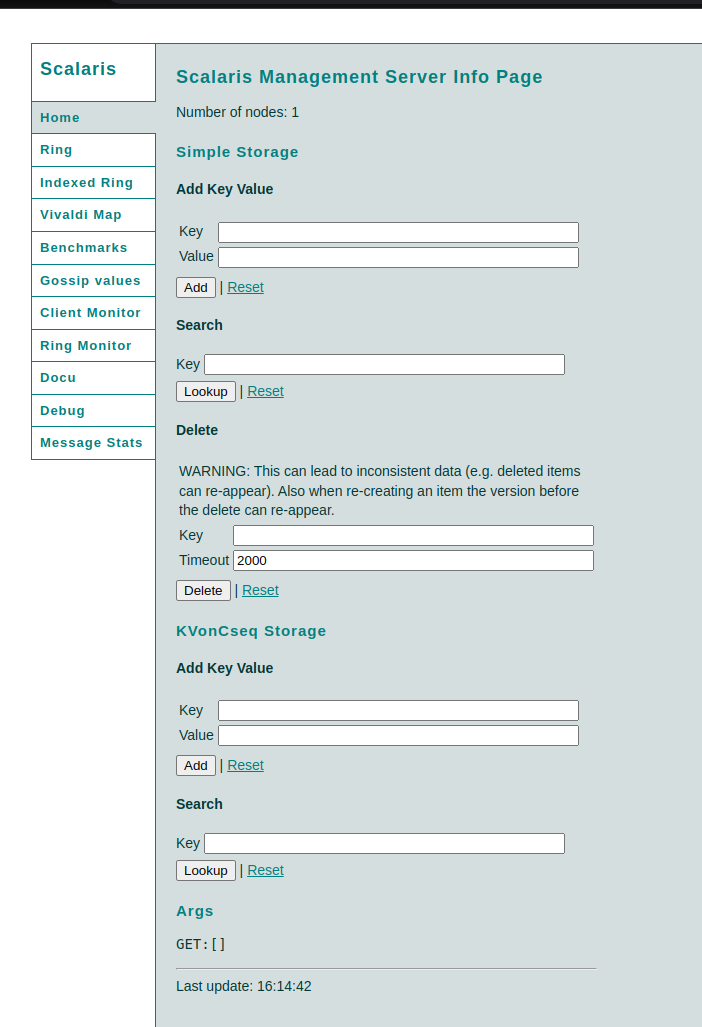 Scalaris
Home
Ring
Indexed Ring
Vivaldi Map
Benchmarks
Gossip values
Client Monitor
Ring Monitor
Docu
Debug
Message Stats
Scalaris Management Server Info Page
Number of nodes: 1
Simple Storage
Add Key Value
Key
Value
Add | Reset
Search
Key
Lookup | Reset
Delete
WARNING: This can lead to inconsistent data (e.g. deleted items
can re-appear). Also when re-creating an item the version before
the delete can re-appear.
Key
Timeout 2000
Delete | Reset
KVonCseq Storage
Add Key Value
Key
Value
Add | Reset
Search
Key
Lookup | Reset
Args
GET:[]
Last update: 16:14:42